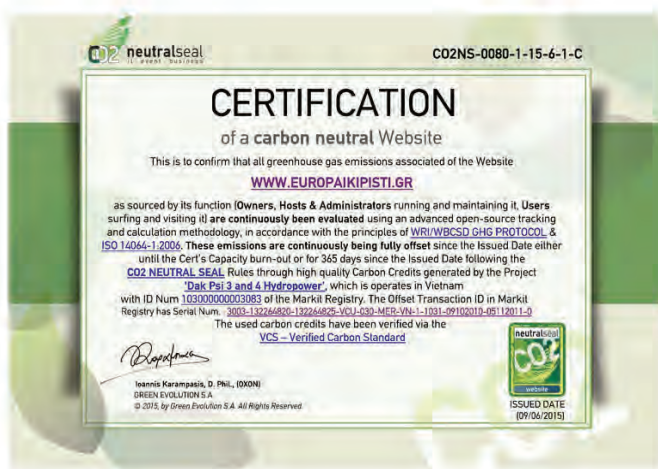 CO2 neutralseal
it. event. business
CO2NS-0080-1-15-6-1-C
CERTIFICATION
of a carbon neutral Website
This is to confirm that all greenhouse gas emissions associated of the Website
WWW.EUROPAIKIPISTI.GR
as sourced by its function (Owners, Hosts & Administrators running and maintaining it, Users
surfing and visiting it) are continuously been evaluated using an advanced open-source tracking
and calculation methodology, in accordance with the principles of WRI/WBCSD GHG PROTOCOL &
ISO 14064-1:2006. These emissions are continuously being fully offset since the Issued Date either
until the Cert's Capacity burn-out or for 365 days since the Issued Date following the
CO2 NEUTRAL SEAL Rules through high quality Carbon Credits generated by the Project
'Dak Psi 3 and 4 Hydropower', which is operates in Vietnam
with ID Num 103000000003083 of the Markit Registry. The Offset Transaction ID in Markit
Registry has Serial Num. 3003-132264820-132264825-VCU-030-MER-VN-1-1031-09102010-05112011-0
The used carbon credits have been verified via the
VCS – Verified Carbon Standard
Ioannis Karampasis, D. Phil., (OXON)
GREEN EVOLUTION S.A
© 2015, by Green Evolution S.A. All Rights Reserved
neutralseal
CO2
website
ISSUED DATE
(09/06/2015)